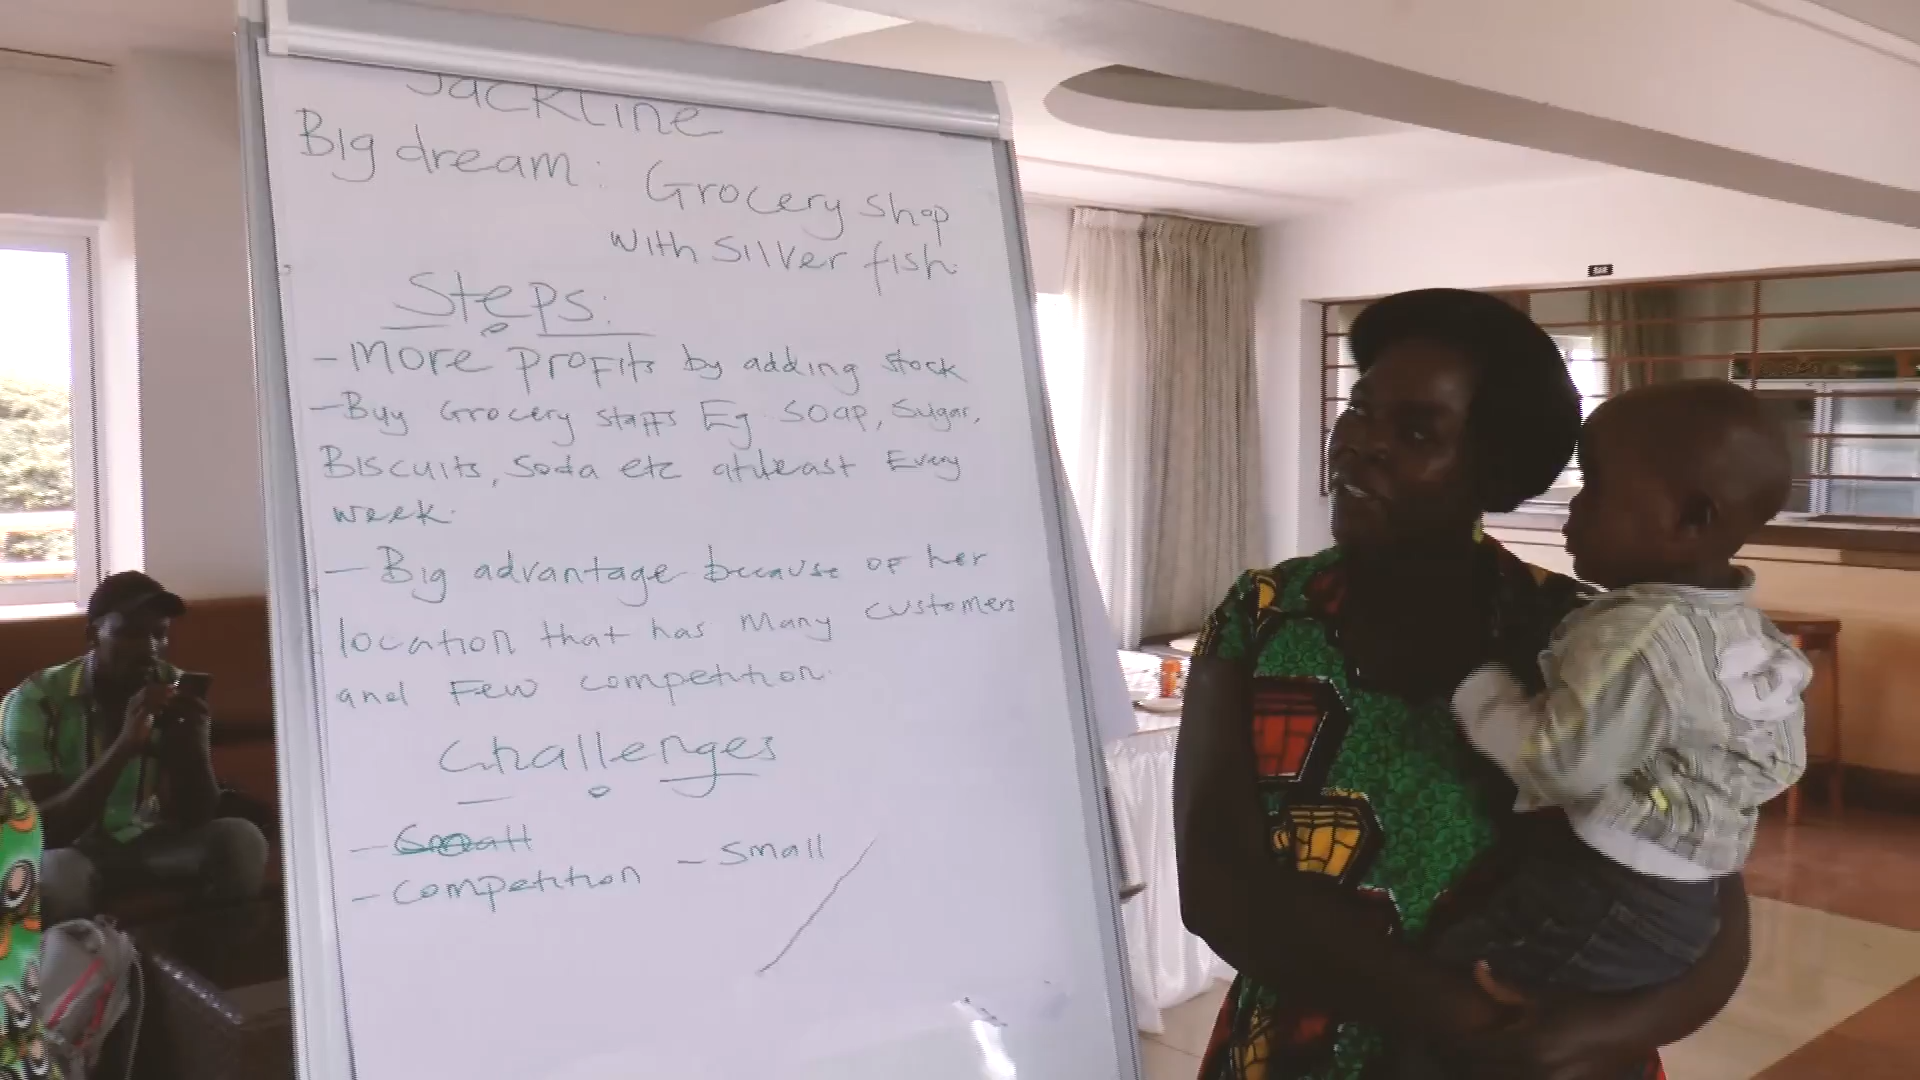 Jackline
Big dream: Grocery shop
with Silver fish.
Steps:
- More profits by adding stock
- Buy Grocery staffs Eg soap, Sugar,
Biscuits, Soda etc atleast Every
week.
- Big advantage because of her
location that has many customers
and Few competition.
Challenges
- Small
- Competition
BAR